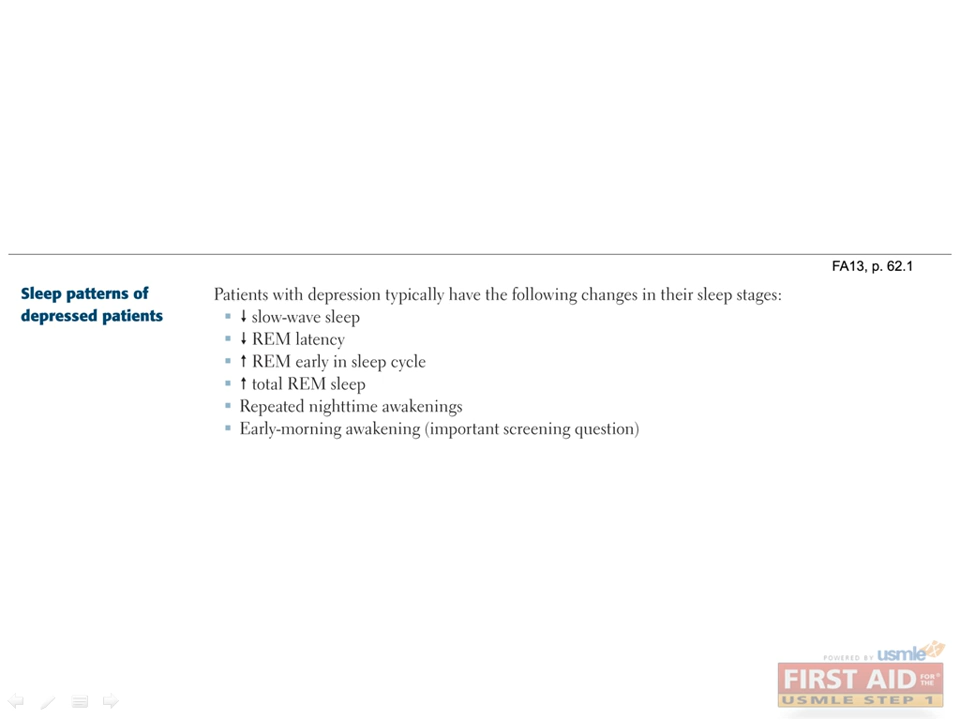 FA13, p. 62.1
Sleep patterns of
depressed patients
Patients with depression typically have the following changes in their sleep stages:
▪ ↓ slow-wave sleep
▪ ↓ REM latency
▪ ↑ REM early in sleep cycle
▪ ↑ total REM sleep
▪ Repeated nighttime awakenings
▪ Early-morning awakening (important screening question)
POWERED BY usmle
FIRST AID FOR THE
USMLE STEP 1